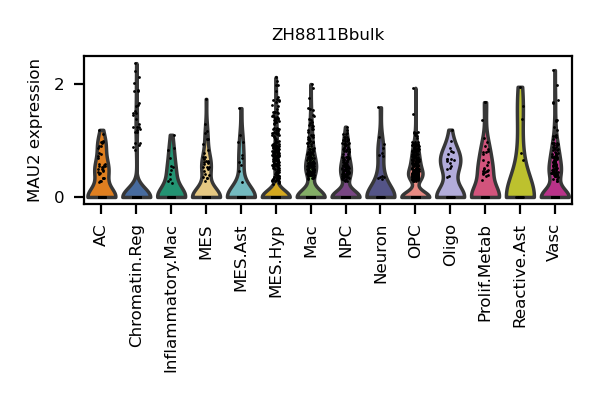 ZH8811Bbulk
MAU2 expression
2
0
AC
Chromatin.Reg
Inflammatory.Mac
MES
MES.Ast
MES.Hyp
Mac
NPC
Neuron
OPC
Oligo
Prolif.Metab
Reactive.Ast
Vasc